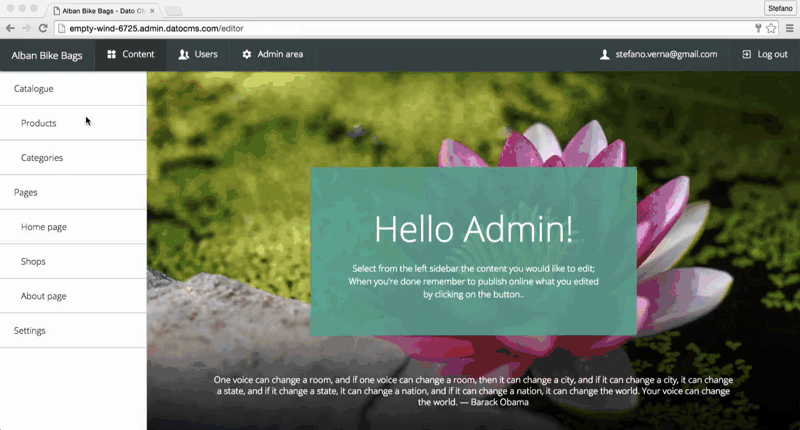 Alban Bike Bags - Dato C
Stefano
empty-wind-6725.admin.datocms.com/editor
Alban Bike Bags
Content
Users
Admin area
stefano.verna@gmail.com
Log out
Catalogue
Products
Categories
Pages
Home page
Shops
About page
Settings
Hello Admin!
Select from the left sidebar the content you would like to edit;
When you're done remember to publish online what you edited
by clicking on the button..
One voice can change a room, and if one voice can change a room, then it can change a city, and if it can change a city, it can change
a state, and if it change a state, it can change a nation, and if it can change a nation, it can change the world. Your voice can change
the world. — Barack Obama